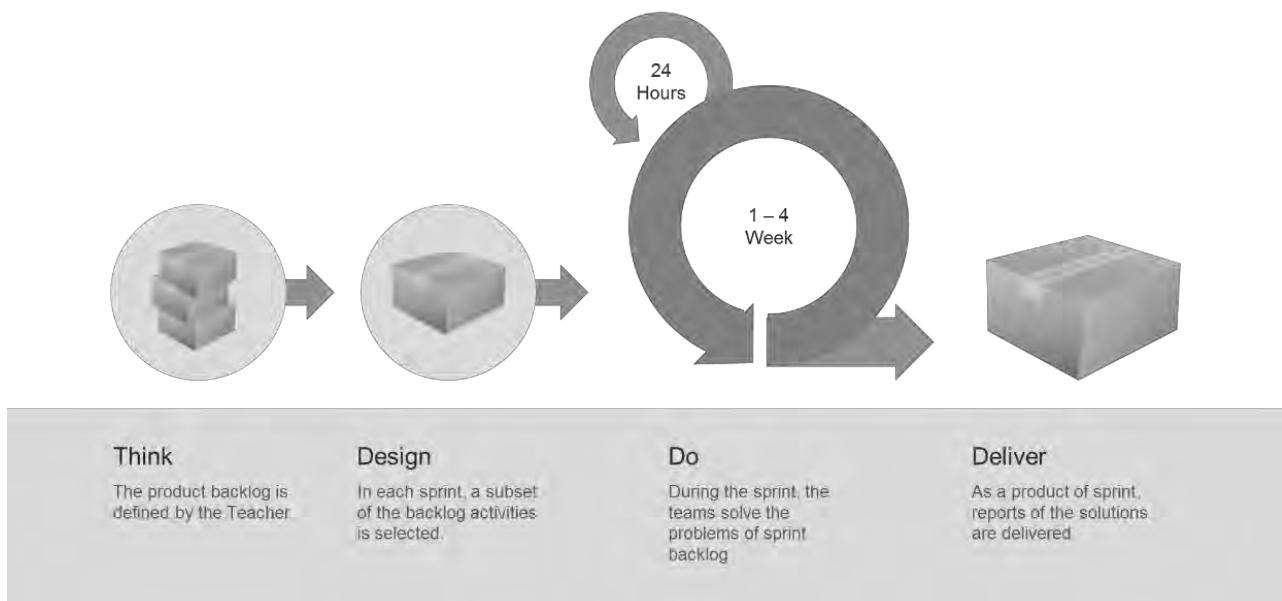 24
Hours
1 – 4
Week
Think
The product backlog is
defined by the Teacher
Design
In each sprint, a subset
of the backlog activities
is selected.
Do
During the sprint, the
teams solve the
problems of sprint
backlog
Deliver
As a product of sprint,
reports of the solutions
are delivered